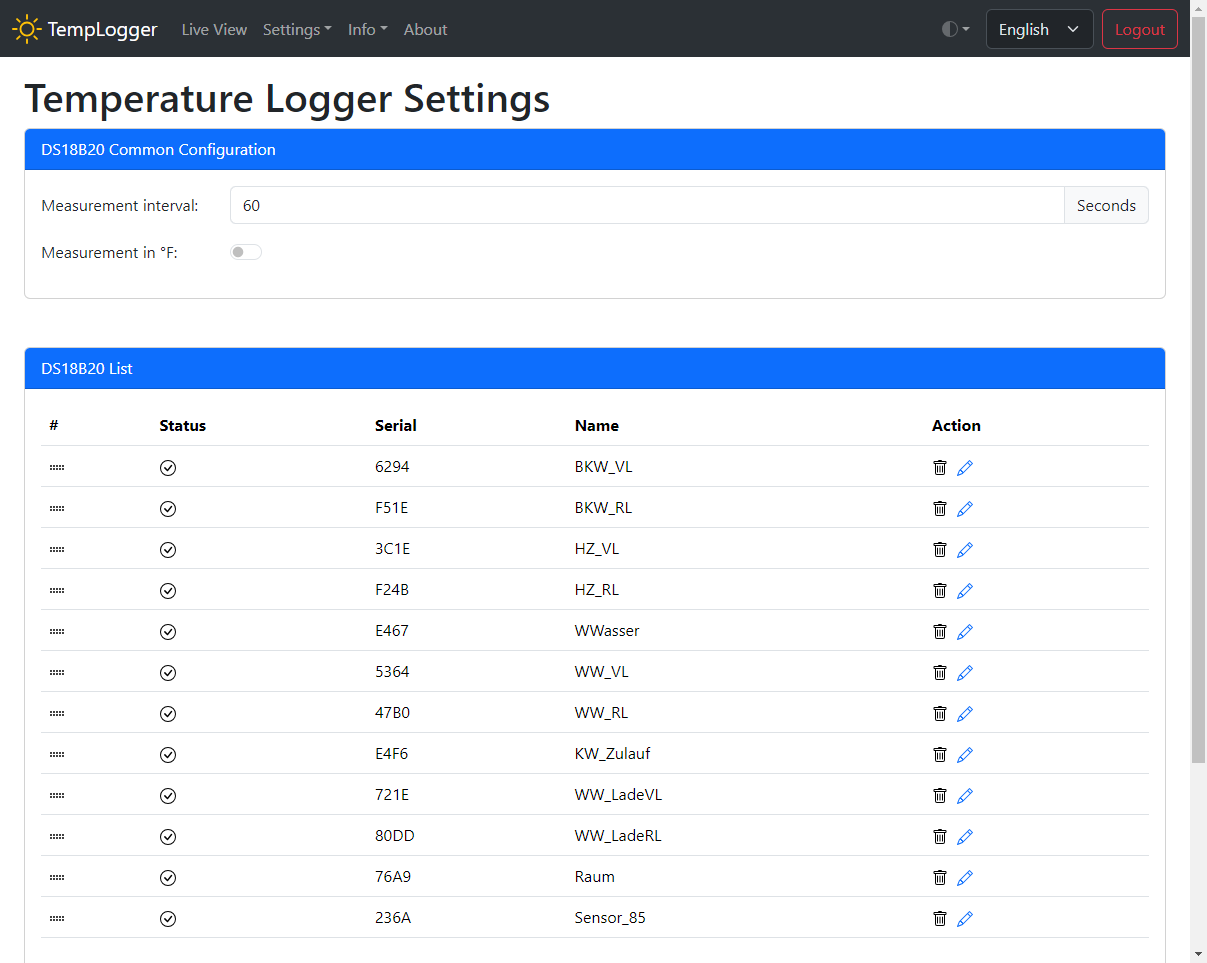 TempLogger Live View Settings Info About English Logout
Temperature Logger Settings
DS18B20 Common Configuration
Measurement interval: 60 Seconds
Measurement in °F:
DS18B20 List
# Status Serial Name Action
6294 BKW_VL
F51E BKW_RL
3C1E HZ_VL
F24B HZ_RL
E467 WWasser
5364 WW_VL
47B0 WW_RL
E4F6 KW_Zulauf
721E WW_LadeVL
80DD WW_LadeRL
76A9 Raum
236A Sensor_85